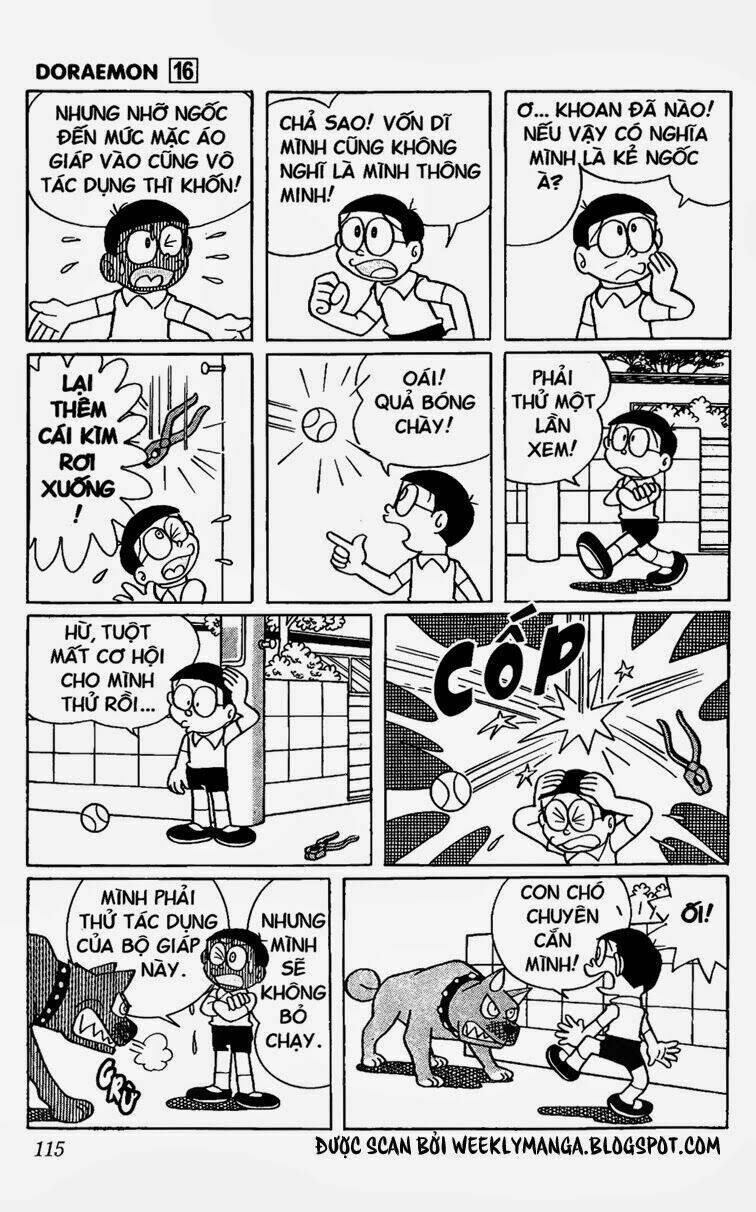 DORAEMON 16
Ơ... KHOAN ĐÃ NÀO!
NẾU VẬY CÓ NGHĨA
MÌNH LÀ KẺ NGỐC
À?
CHẢ SAO! VỐN DĨ
MÌNH CŨNG KHÔNG
NGHĨ LÀ MÌNH THÔNG
MINH!
NHƯNG NHỠ NGỐC
ĐẾN MỨC MẶC ÁO
GIÁP VÀO CŨNG VÔ
TÁC DỤNG THÌ KHỐN!
PHẢI
THỬ MỘT
LẦN
XEM!
OÁI!
QUẢ BÓNG
CHÀY!
LẠI
THÊM
CÁI KÌM
RƠI
XUỐNG
!
CỐP
HỪ, TUỘT
MẤT CƠ HỘI
CHO MÌNH
THỬ RỒI...
ỐI!
CON CHÓ
CHUYÊN
CẮN
MÌNH!
NHƯNG
MÌNH
SẼ
KHÔNG
BỎ
CHẠY.
MÌNH PHẢI
THỬ TÁC DỤNG
CỦA BỘ GIÁP
NÀY.
GRỪ
115
ĐƯỢC SCAN BỞI WEEKLYMANGA.BLOGSPOT.COM